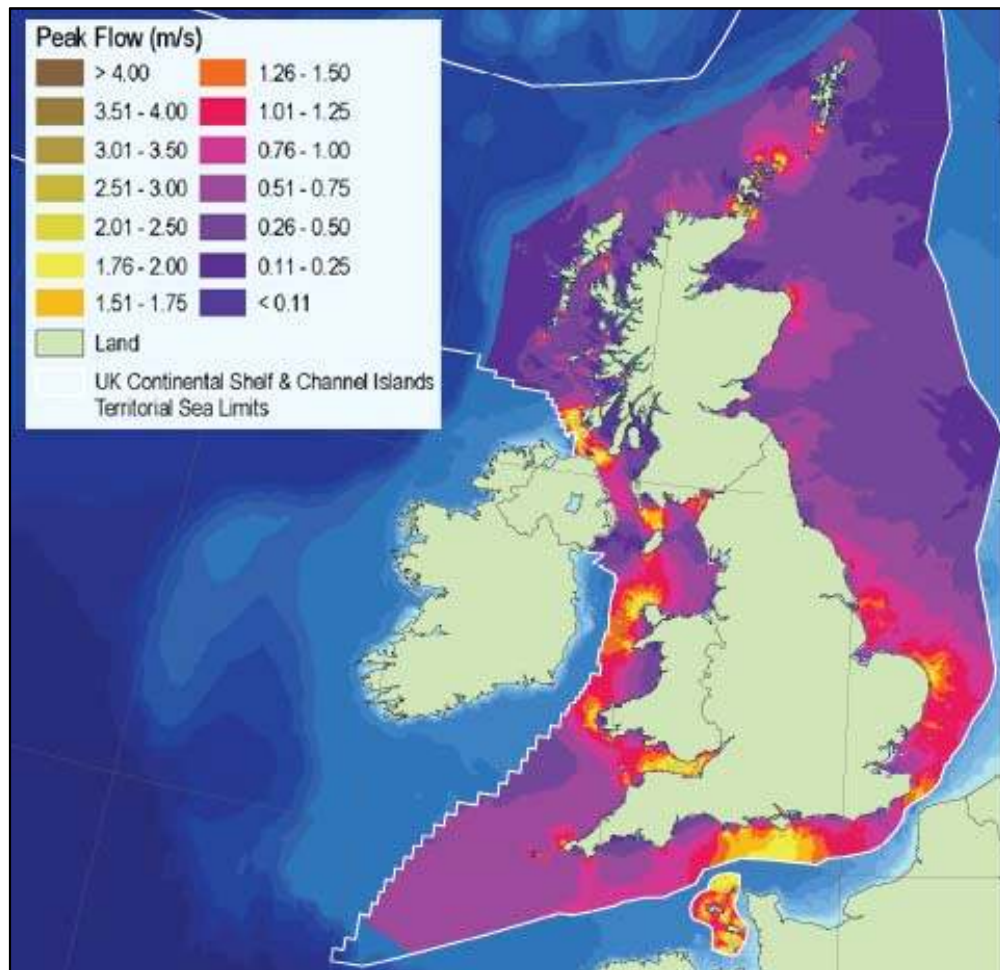 Peak Flow (m/s)
> 4.00
3.51 - 4.00
3.01 - 3.50
2.51 - 3.00
2.01 - 2.50
1.76 - 2.00
1.51 - 1.75
1.26 - 1.50
1.01 - 1.25
0.76 - 1.00
0.51 - 0.75
0.26 - 0.50
0.11 - 0.25
< 0.11
Land
UK Continental Shelf & Channel Islands
Territorial Sea Limits